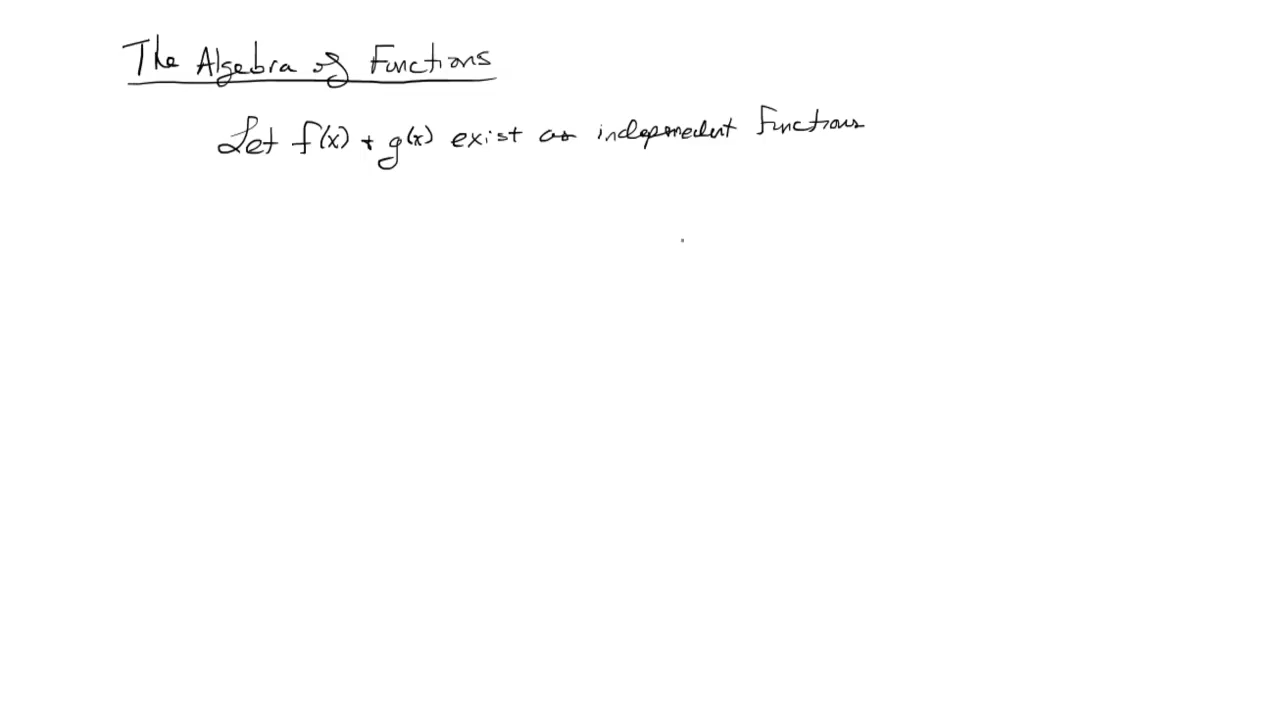 The Algebra of Functions
Let f(x) + g(x) exist as independent Functions